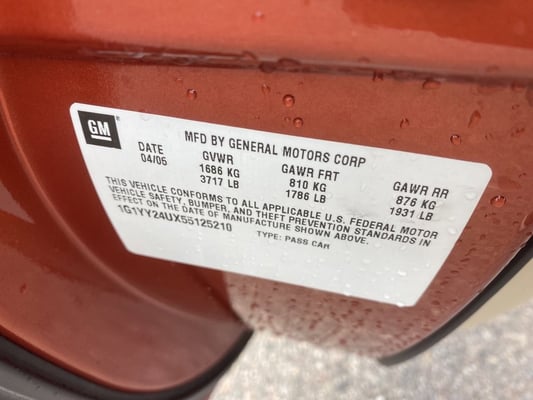 GM
MFD BY GENERAL MOTORS CORP
DATE GVWR GAWR FRT GAWR RR
04/05 1686 KG 810 KG 876 KG
3717 LB 1786 LB 1931 LB
THIS VEHICLE CONFORMS TO ALL APPLICABLE U.S. FEDERAL MOTOR
VEHICLE SAFETY, BUMPER, AND THEFT PREVENTION STANDARDS IN
EFFECT ON THE DATE OF MANUFACTURE SHOWN ABOVE.
1G1YY24UX55125210
TYPE: PASS CAR